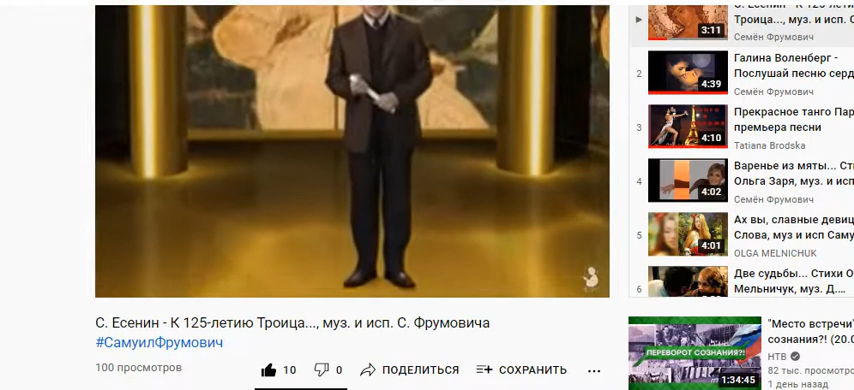 С. Есенин - К 125-летию Троица..., муз. и исп. С. Фрумовича
#СамуилФрумович
100 просмотров
10
0
ПОДЕЛИТЬСЯ
СОХРАНИТЬ
3:11
Троица..., муз. и исп. С
Семён Фрумович
2
4:39
Галина Воленберг -
Послушай песню серд
Семён Фрумович
3
4:10
Прекрасное танго Пар
премьера песни
Tatiana Brodska
4
4:02
Варенье из мяты... Ст
Ольга Заря, муз. и исп
Семён Фрумович
5
4:01
Ах вы, славные девиц
Слова, муз и исп Саму
OLGA MELNICHUK
6
Две судьбы... Стихи О
Мельничук, муз. Д....
ПЕРЕВОРОТ СОЗНАНИЯ?!
1:34:45
"Место встречи"
сознания?! (20.0
НТВ
82 тыс. просмотро
1 день назад